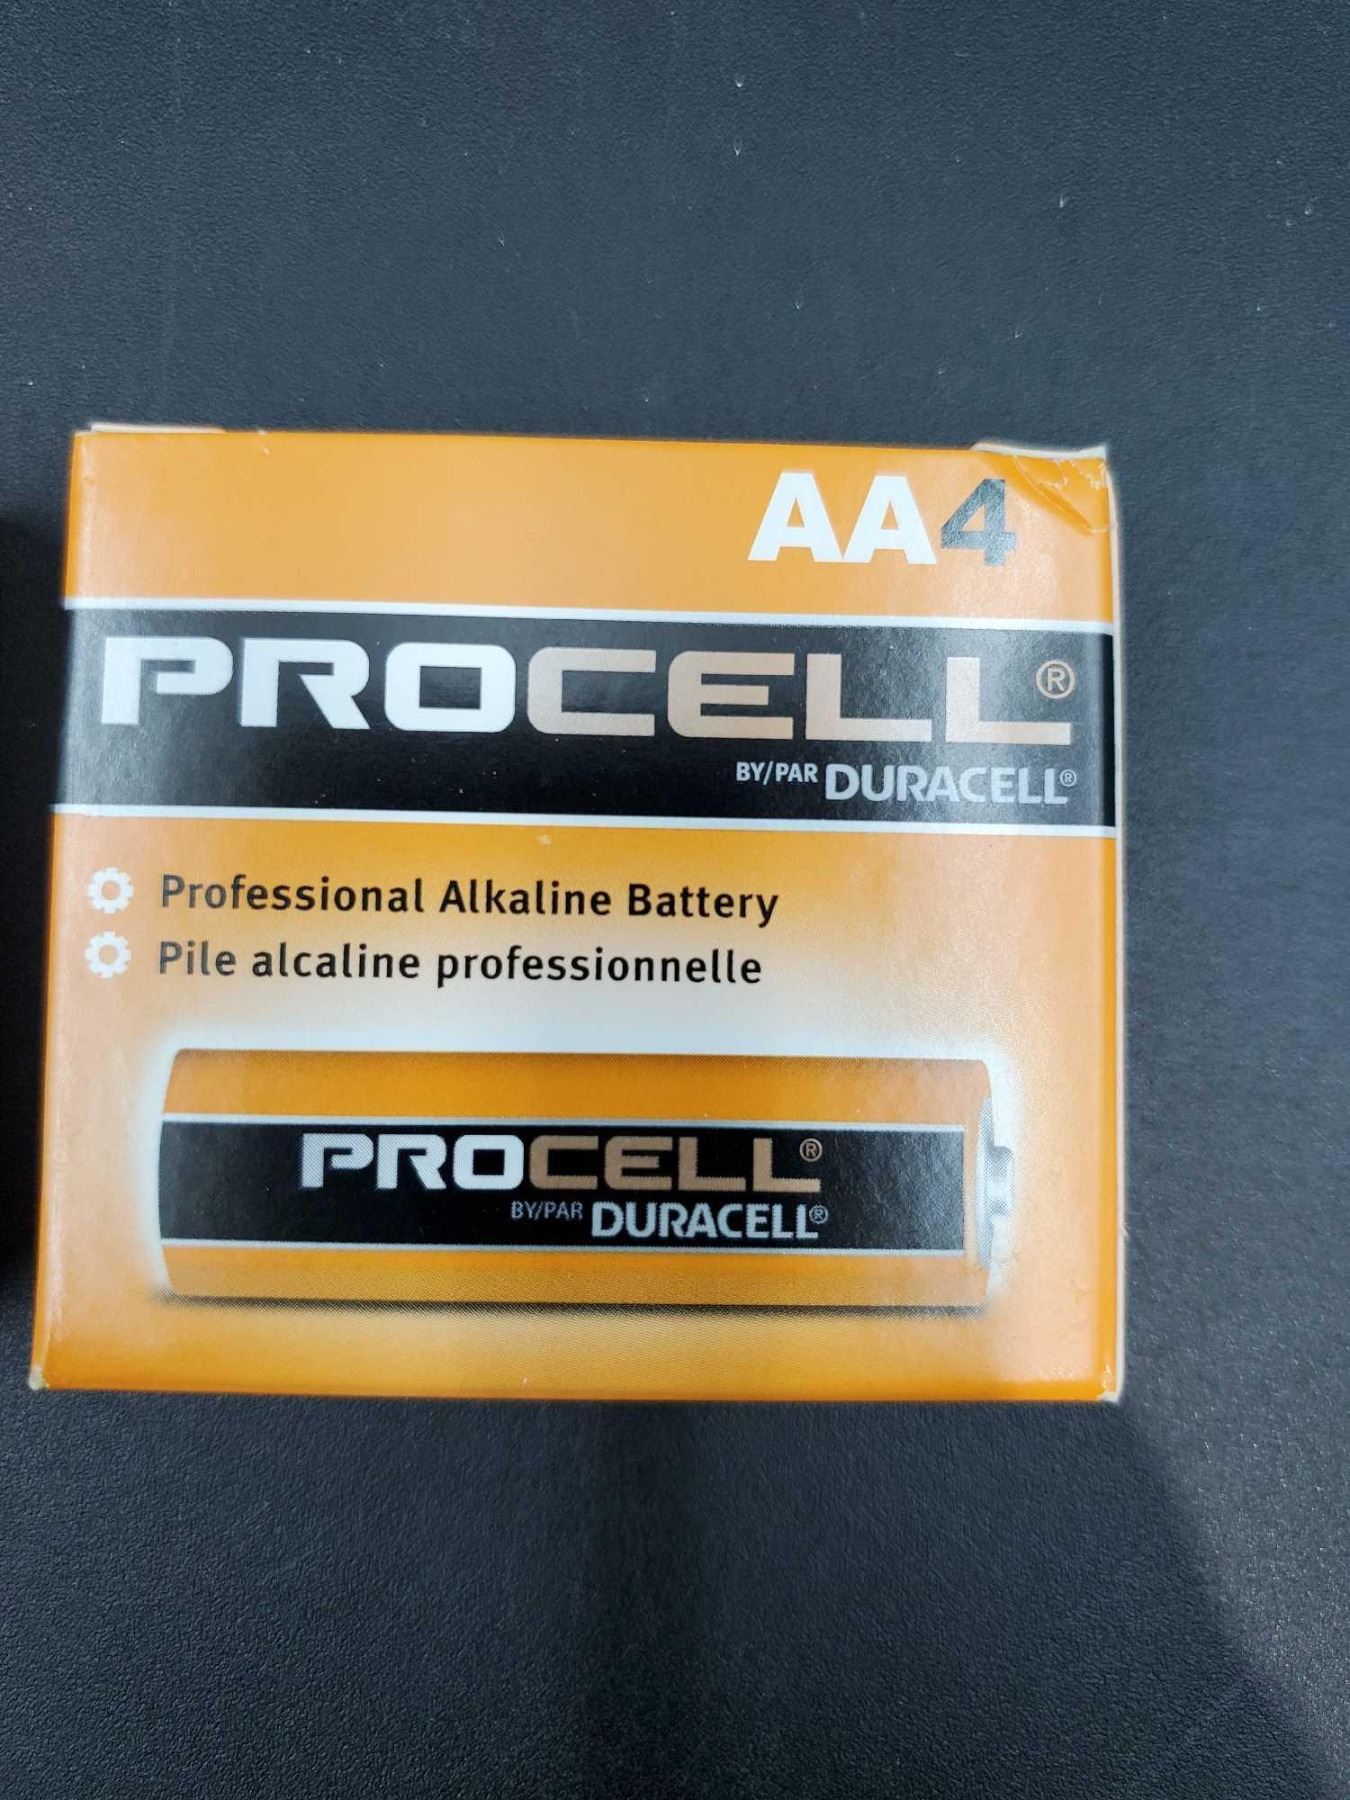 AA4
PROCELL®
BY/PAR DURACELL®
Professional Alkaline Battery
Pile alcaline professionnelle
PROCELL®
BY/PAR DURACELL®